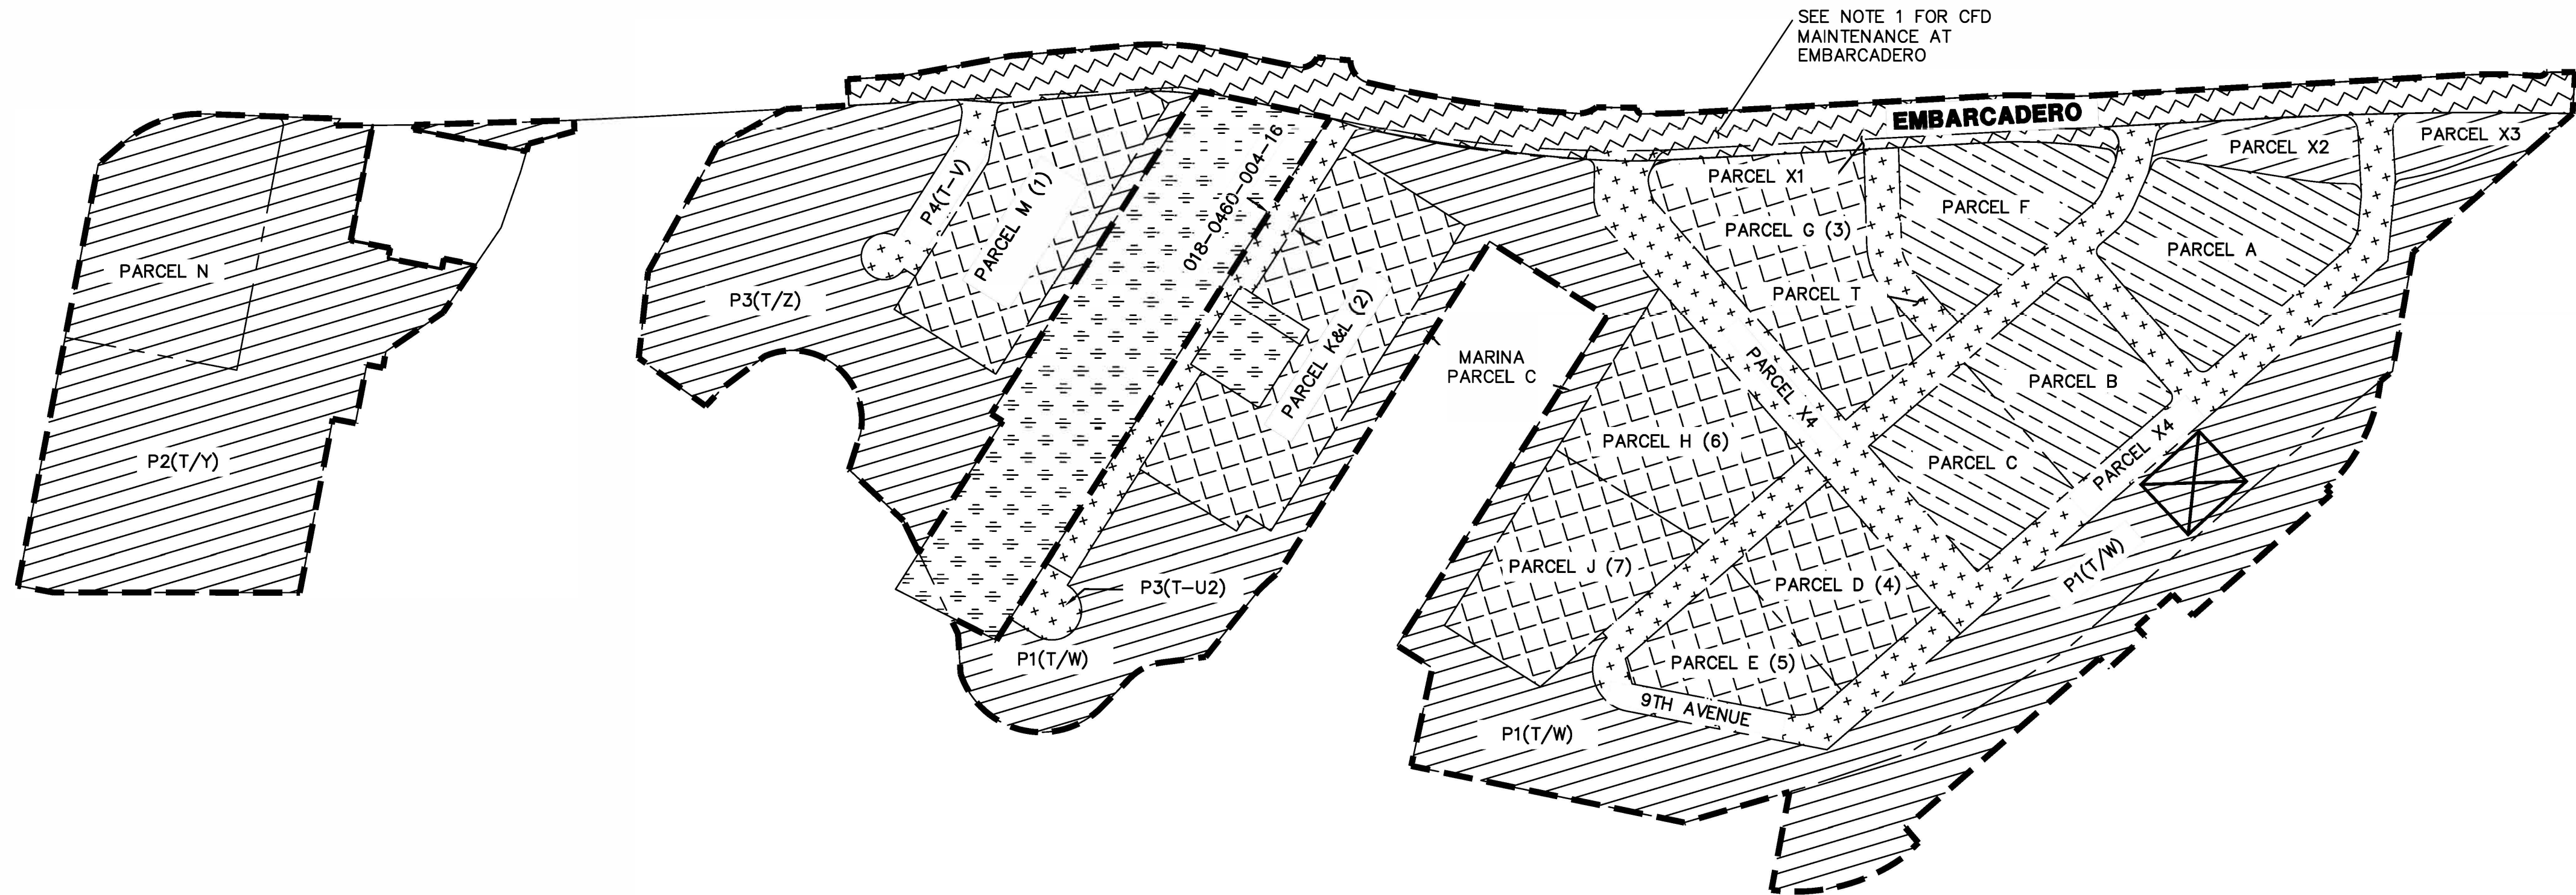 SEE NOTE 1 FOR CFD
MAINTENANCE AT
EMBARCADERO
EMBARCADERO
PARCEL X3
PARCEL X2
PARCEL X1
PARCEL F
PARCEL G (3)
PARCEL A
PARCEL T
PARCEL N
P3(T/Z)
P4(T-V)
PARCEL M (1)
018-0460-004-16
PARCEL K&L (2)
MARINA
PARCEL C
PARCEL X4
PARCEL B
PARCEL H (6)
PARCEL C
PARCEL X4
P2(T/Y)
PARCEL J (7)
PARCEL D (4)
P1(T/W)
P3(T-U2)
P1(T/W)
PARCEL E (5)
9TH AVENUE
P1(T/W)